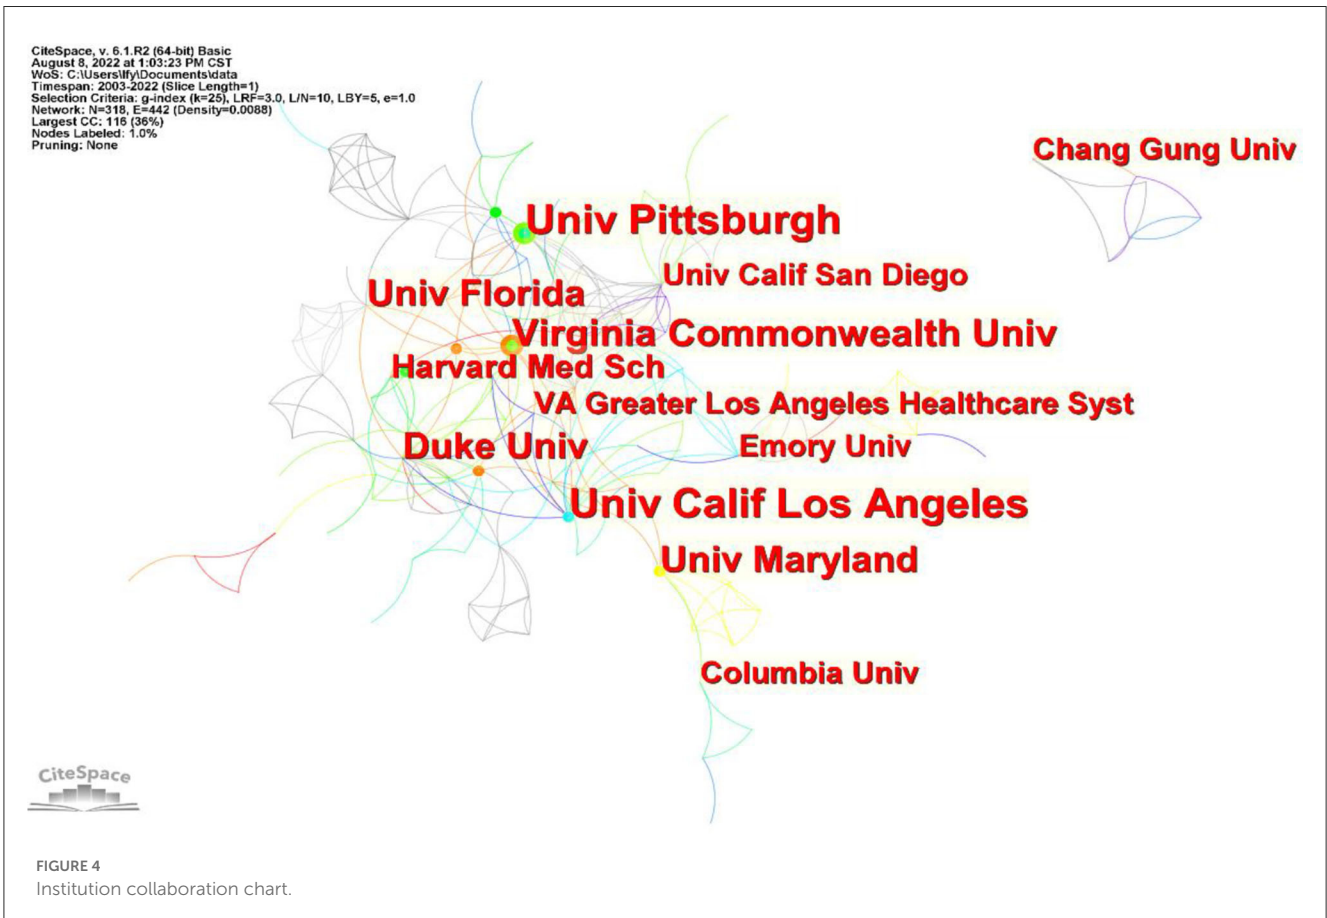 CiteSpace, v. 6.1.R2 (64-bit) Basic
August 8, 2022 at 1:03:23 PM CST
WoS: C:\Users\lfy\Documents\data
Timespan: 2003-2022 (Slice Length=1)
Selection Criteria: g-index (k=25), LRF=3.0, L/N=10, LBY=5, e=1.0
Network: N=318, E=442 (Density=0.0088)
Largest CC: 116 (36%)
Nodes Labeled: 1.0%
Pruning: None
Chang Gung Univ
Univ Pittsburgh
Univ Calif San Diego
Univ Florida
Virginia Commonwealth Univ
Harvard Med Sch
VA Greater Los Angeles Healthcare Syst
Duke Univ
Emory Univ
Univ Calif Los Angeles
Univ Maryland
Columbia Univ
CiteSpace
FIGURE 4
Institution collaboration chart.